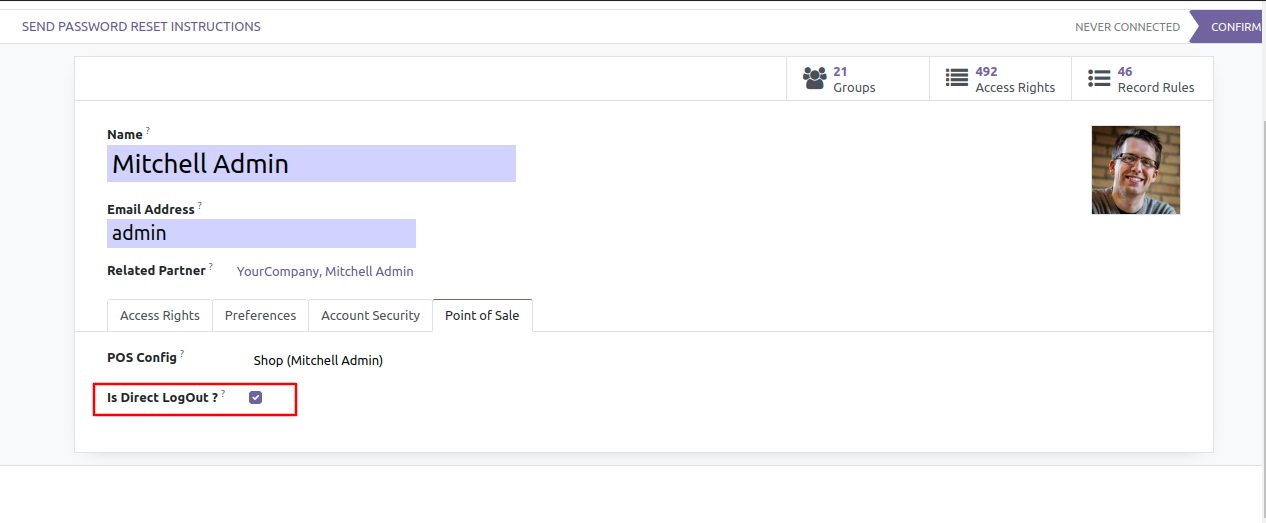 SEND PASSWORD RESET INSTRUCTIONS
NEVER CONNECTED
CONFIRM
21
Groups
492
Access Rights
46
Record Rules
Name ?
Mitchell Admin
Email Address ?
admin
Related Partner ? YourCompany, Mitchell Admin
Access Rights Preferences Account Security Point of Sale
POS Config ? Shop (Mitchell Admin)
Is Direct LogOut ? ?